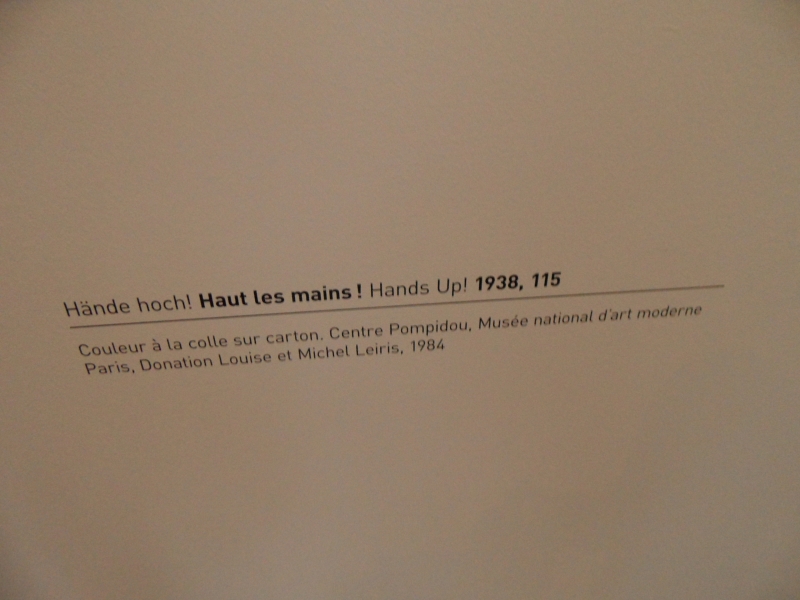 Hände hoch! Haut les mains ! Hands Up! 1938, 115
Couleur à la colle sur carton. Centre Pompidou, Musée national d'art moderne
Paris, Donation Louise et Michel Leiris, 1984